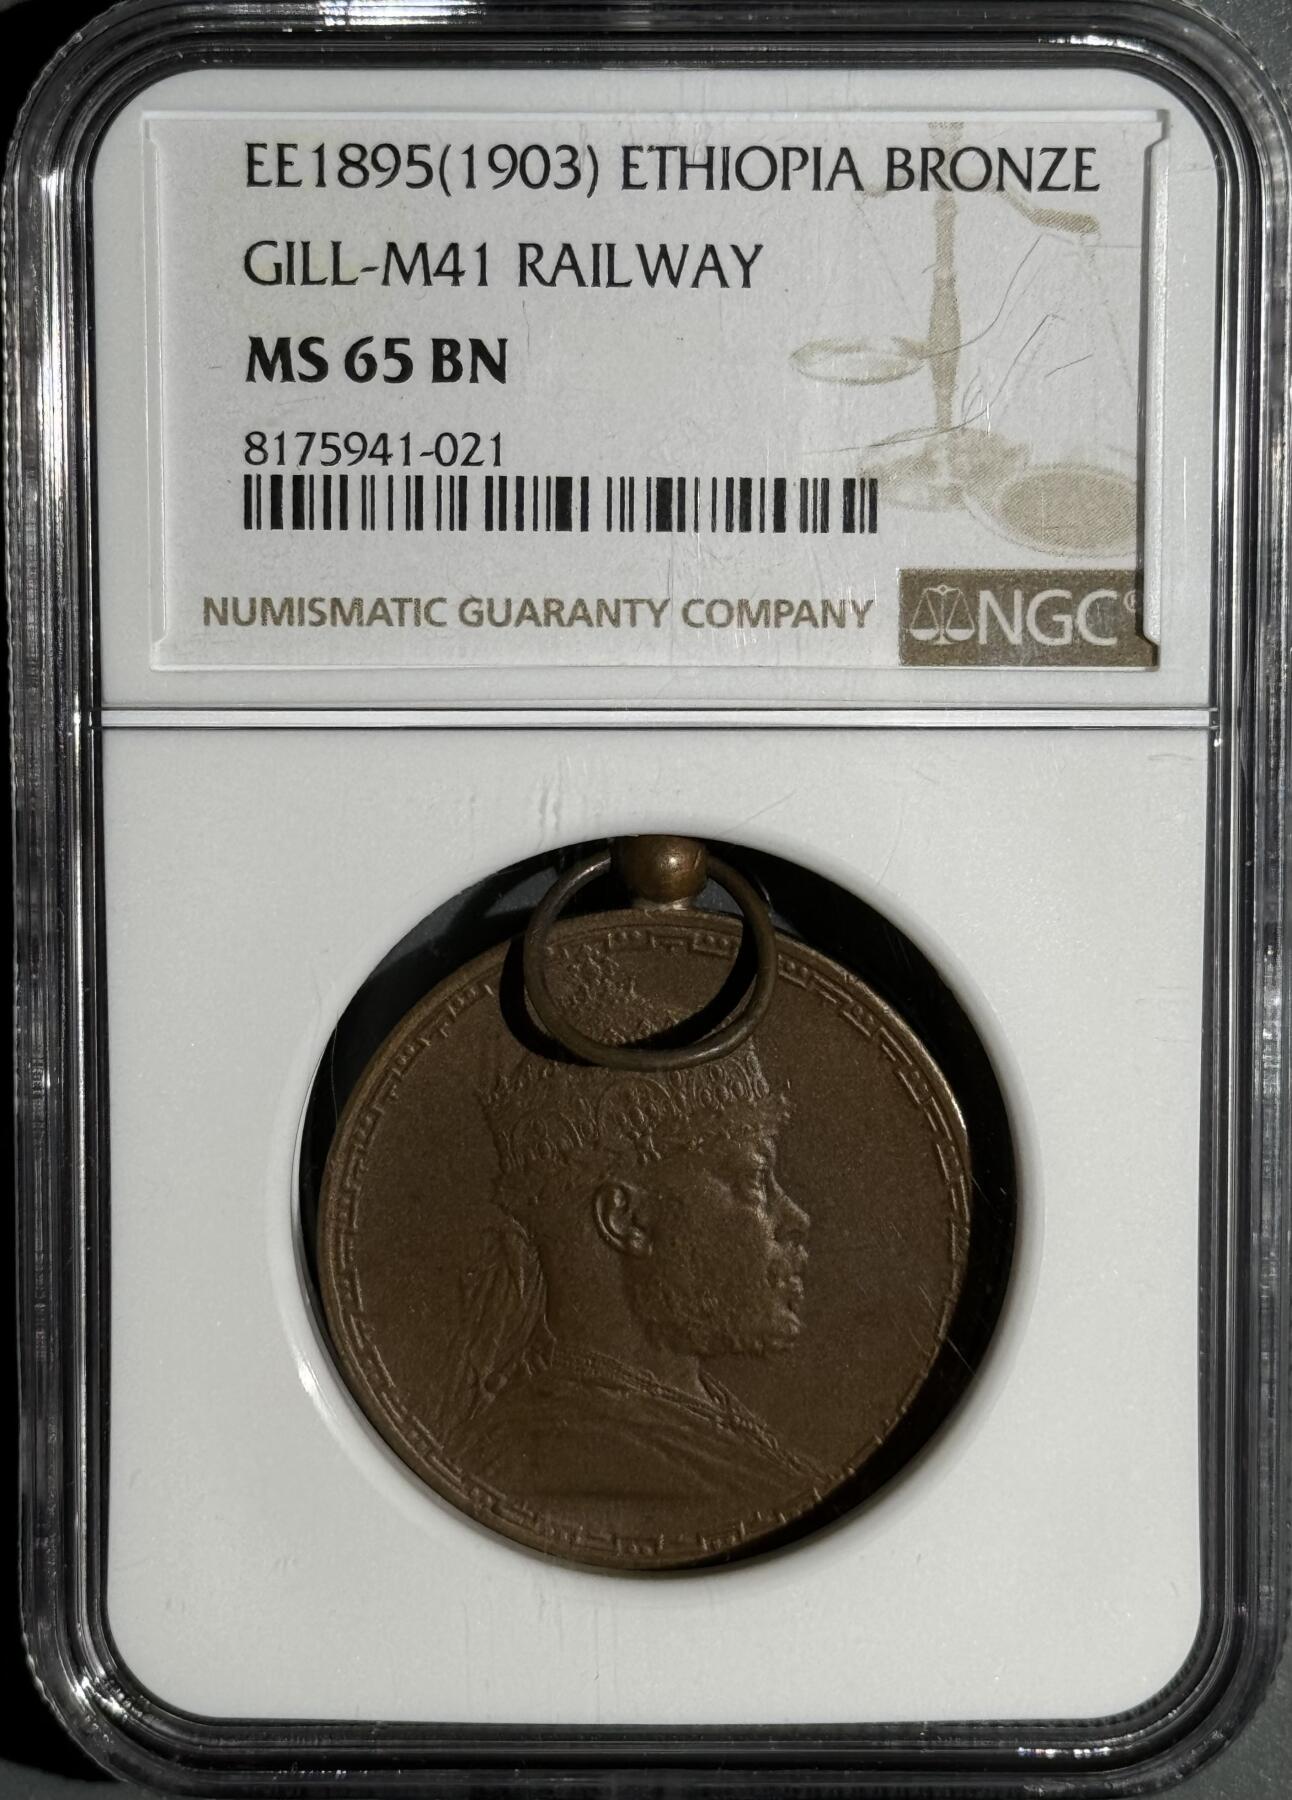 EE1895(1903) ETHIOPIA BRONZE
GILL-M41 RAILWAY
MS 65 BN
8175941-021
NUMISMATIC GUARANTY COMPANY
NGC®